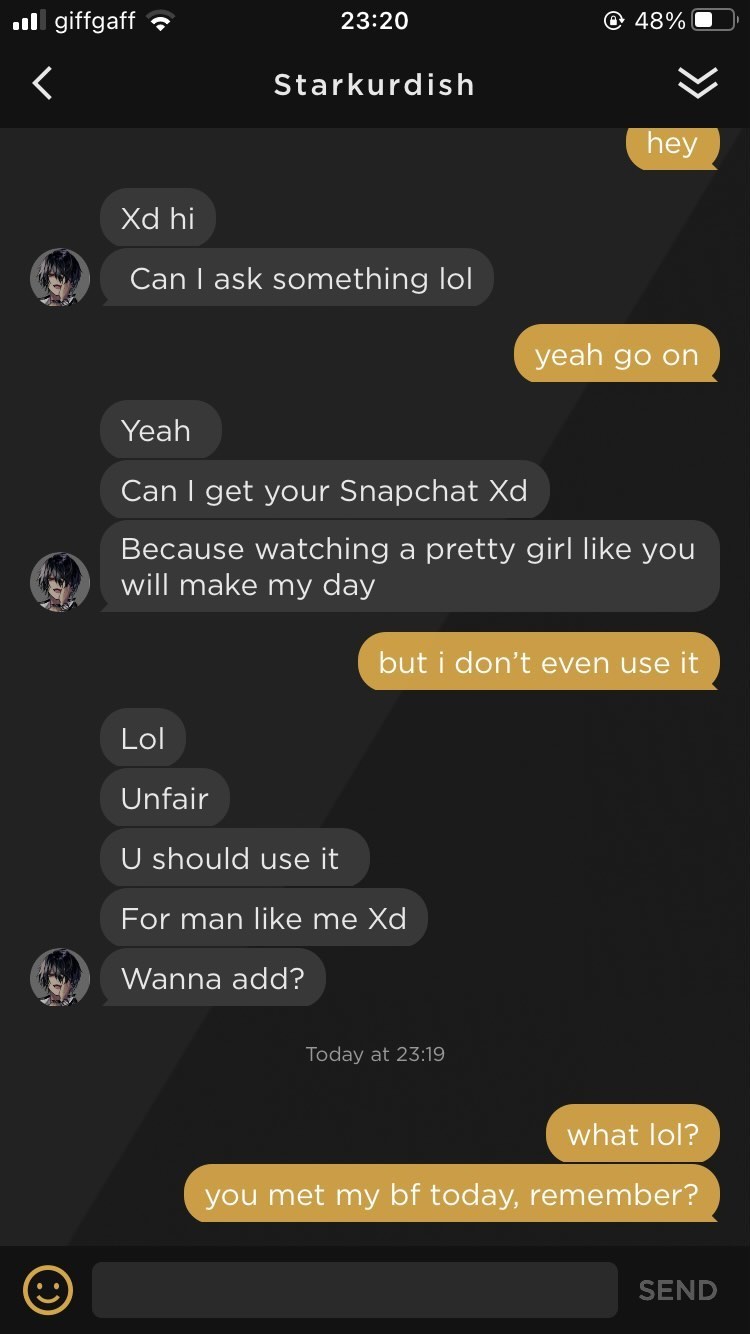 giffgaff
23:20
48%
Starkurdish
hey
Xd hi
Can I ask something lol
yeah go on
Yeah
Can I get your Snapchat Xd
Because watching a pretty girl like you
will make my day
but i don’t even use it
Lol
Unfair
U should use it
For man like me Xd
Wanna add?
Today at 23:19
what lol?
you met my bf today, remember?
SEND